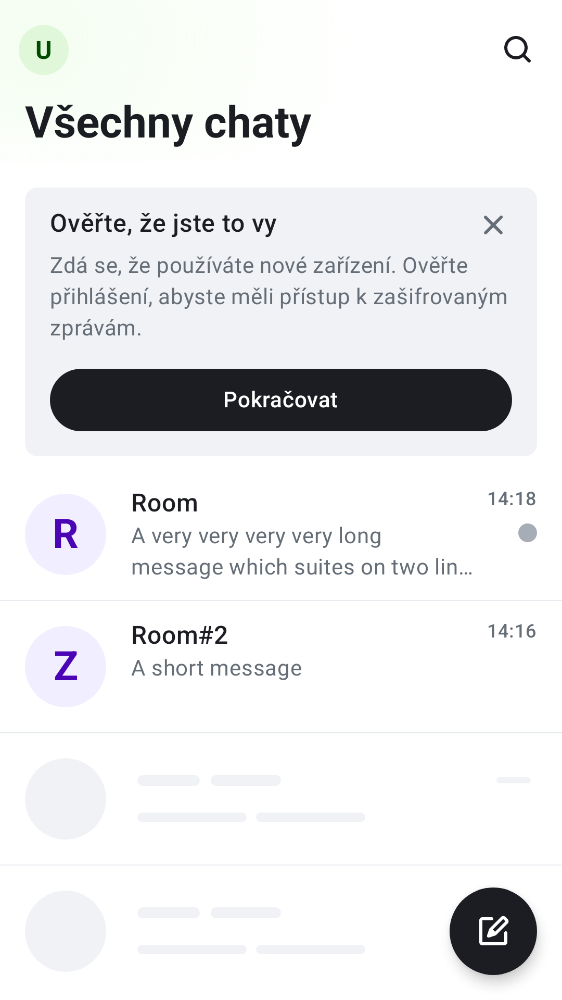 U
Všechny chaty
Ověřte, že jste to vy
Zdá se, že používáte nové zařízení. Ověřte
přihlášení, abyste měli přístup k zašifrovaným
zprávám.
Pokračovat
R
Room
14:18
A very very very very long
message which suites on two lin…
Z
Room#2
14:16
A short message